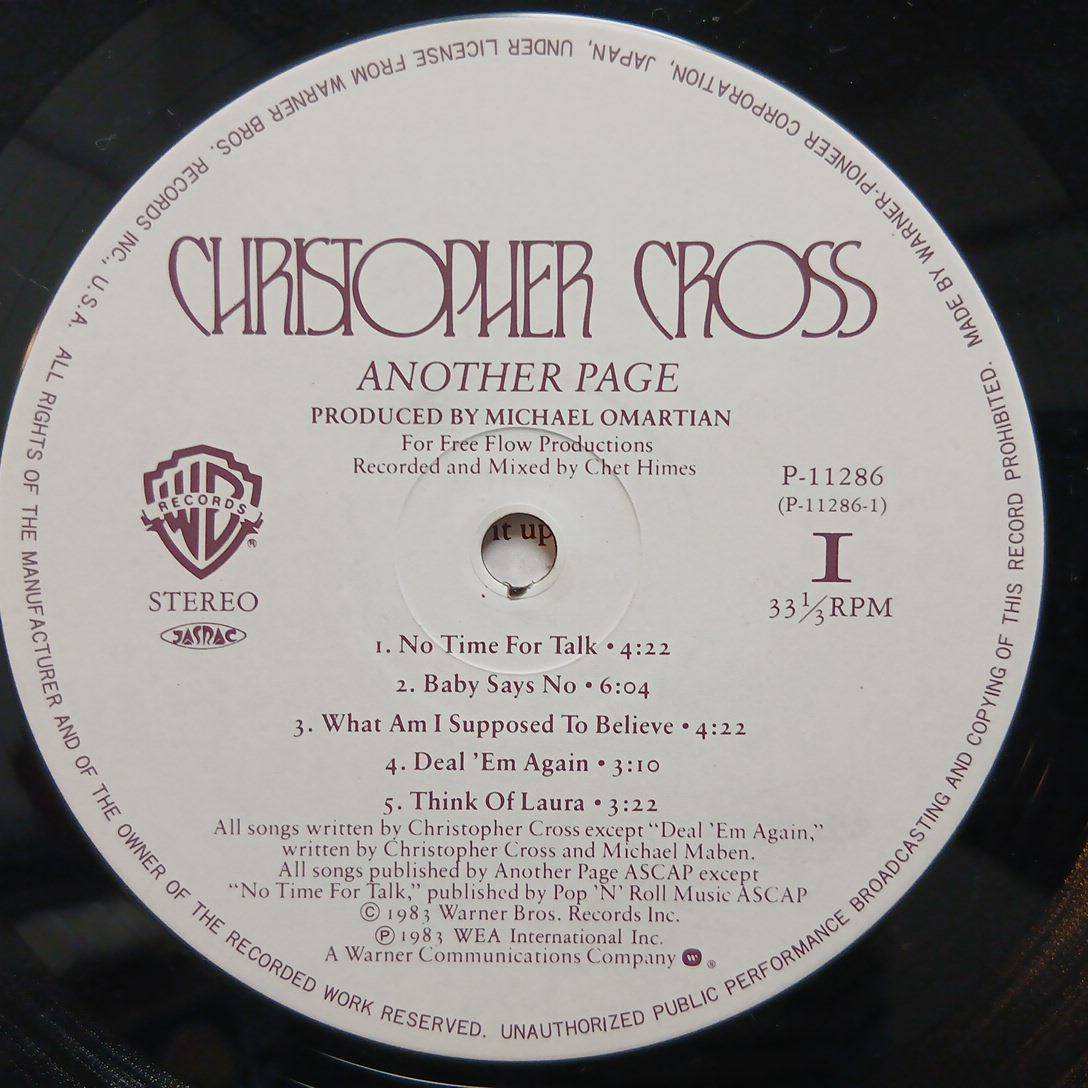 CHRISTOPHER CROSS
ANOTHER PAGE
PRODUCED BY MICHAEL OMARTIAN
For Free Flow Productions
Recorded and Mixed by Chet Himes
P-11286
(P-11286-1)
I
33⅓RPM
WB
RECORDS
®
STEREO
JASRAC
it up
1. No Time For Talk • 4:22
2. Baby Says No • 6:04
3. What Am I Supposed To Believe • 4:22
4. Deal 'Em Again • 3:10
5. Think Of Laura • 3:22
All songs written by Christopher Cross except "Deal 'Em Again,"
written by Christopher Cross and Michael Maben.
All songs published by Another Page ASCAP except
"No Time For Talk," published by Pop 'N' Roll Music ASCAP
© 1983 Warner Bros. Records Inc.
℗ 1983 WEA International Inc.
A Warner Communications Company W ®
ALL RIGHTS OF THE MANUFACTURER AND OF THE OWNER OF THE RECORDED WORK RESERVED. UNAUTHORIZED PUBLIC PERFORMANCE BROADCASTING AND COPYING OF THIS RECORD PROHIBITED. MADE BY WARNER-PIONEER CORPORATION, JAPAN, UNDER LICENSE FROM WARNER BROS. RECORDS INC., U.S.A.